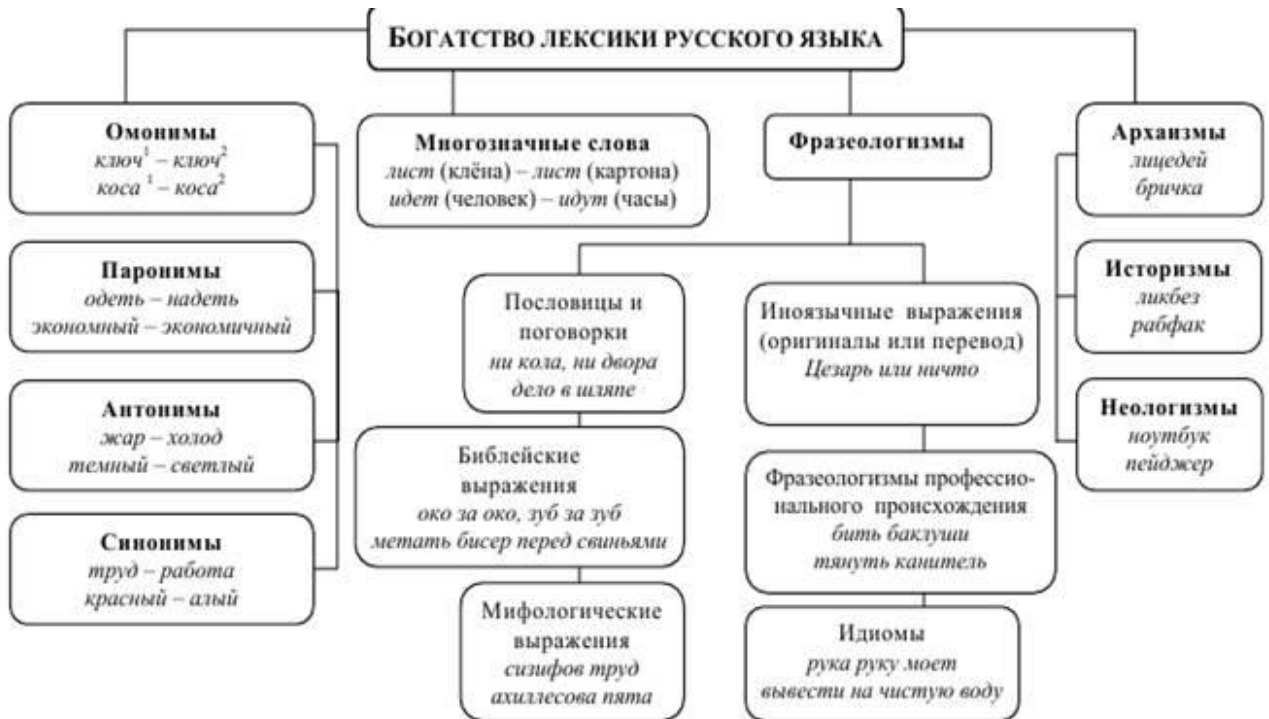 БОГАТСТВО ЛЕКСИКИ РУССКОГО ЯЗЫКА
Омонимы
ключ¹ – ключ²
коса ¹ – коса²
Паронимы
одеть – надеть
экономный – экономичный
Антонимы
жар – холод
темный – светлый
Синонимы
труд – работа
красный – алый
Многозначные слова
лист (клёна) – лист (картона)
идет (человек) – идут (часы)
Фразеологизмы
Пословицы и
поговорки
ни кола, ни двора
дело в шляпе
Библейские
выражения
око за око, зуб за зуб
метать бисер перед свиньями
Мифологические
выражения
сизифов труд
ахиллесова пята
Иноязычные выражения
(оригиналы или перевод)
Цезарь или ничто
Фразеологизмы профессио-
нального происхождения
бить баклуши
тянуть канитель
Идиомы
рука руку моет
вывести на чистую воду
Архаизмы
лицедей
бричка
Историзмы
ликбез
рабфак
Неологизмы
ноутбук
пейджер